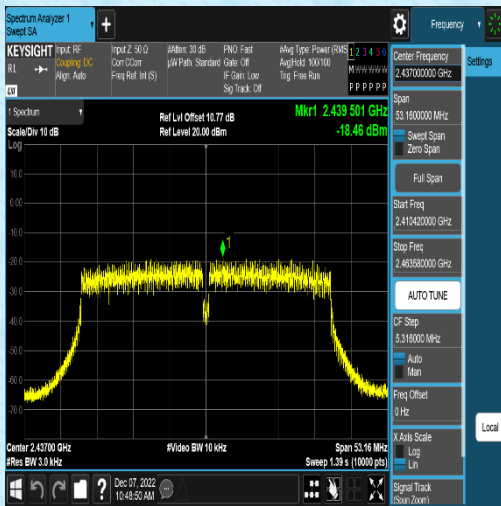 Spectrum Analyzer 1
Swept SA
+
Frequency
KEYSIGHT
RL
Input: RF
Coupling: DC
Align: Auto
Input Z: 50 Ω
Corr CCorr
Freq Ref: Int (S)
#Atten: 30 dB
µW Path: Standard
PNO: Fast
Gate: Off
IF Gain: Low
Sig Track: Off
#Avg Type: Power (RMS
Avg|Hold: 100/100
Trig: Free Run
1 2 3 4 5 6
M W W W W W
P P P P P P
Center Frequency
2.437000000 GHz
Settings
Span
53.1600000 MHz
Swept Span
Zero Span
Full Span
Start Freq
2.410420000 GHz
Stop Freq
2.463580000 GHz
AUTO TUNE
CF Step
5.316000 MHz
Auto
Man
Freq Offset
0 Hz
X Axis Scale
Log
Lin
Signal Track
(Span Zoom)
Local
1 Spectrum
Scale/Div 10 dB
Log
Ref Lvl Offset 10.77 dB
Ref Level 20.00 dBm
Mkr1 2.439 501 GHz
-18.46 dBm
10.0
0.00
-10.0
-20.0
-30.0
-40.0
-50.0
-60.0
-70.0
1
Center 2.43700 GHz
#Res BW 3.0 kHz
#Video BW 10 kHz
Span 53.16 MHz
Sweep 1.39 s (10000 pts)
?
Dec 07, 2022
10:48:50 AM